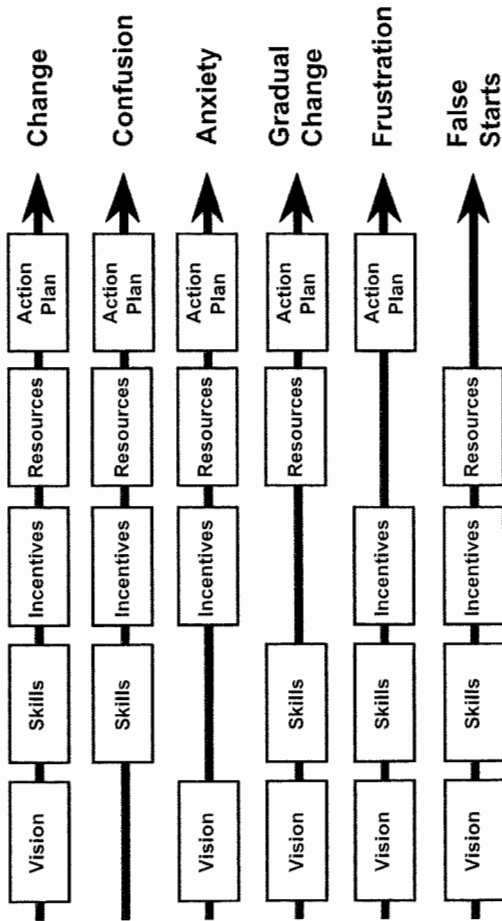 Vision
Skills
Incentives
Resources
Action
Plan
Change
Skills
Incentives
Resources
Action
Plan
Confusion
Vision
Incentives
Resources
Action
Plan
Anxiety
Vision
Skills
Resources
Action
Plan
Gradual
Change
Vision
Skills
Incentives
Action
Plan
Frustration
Vision
Skills
Incentives
Resources
False
Starts